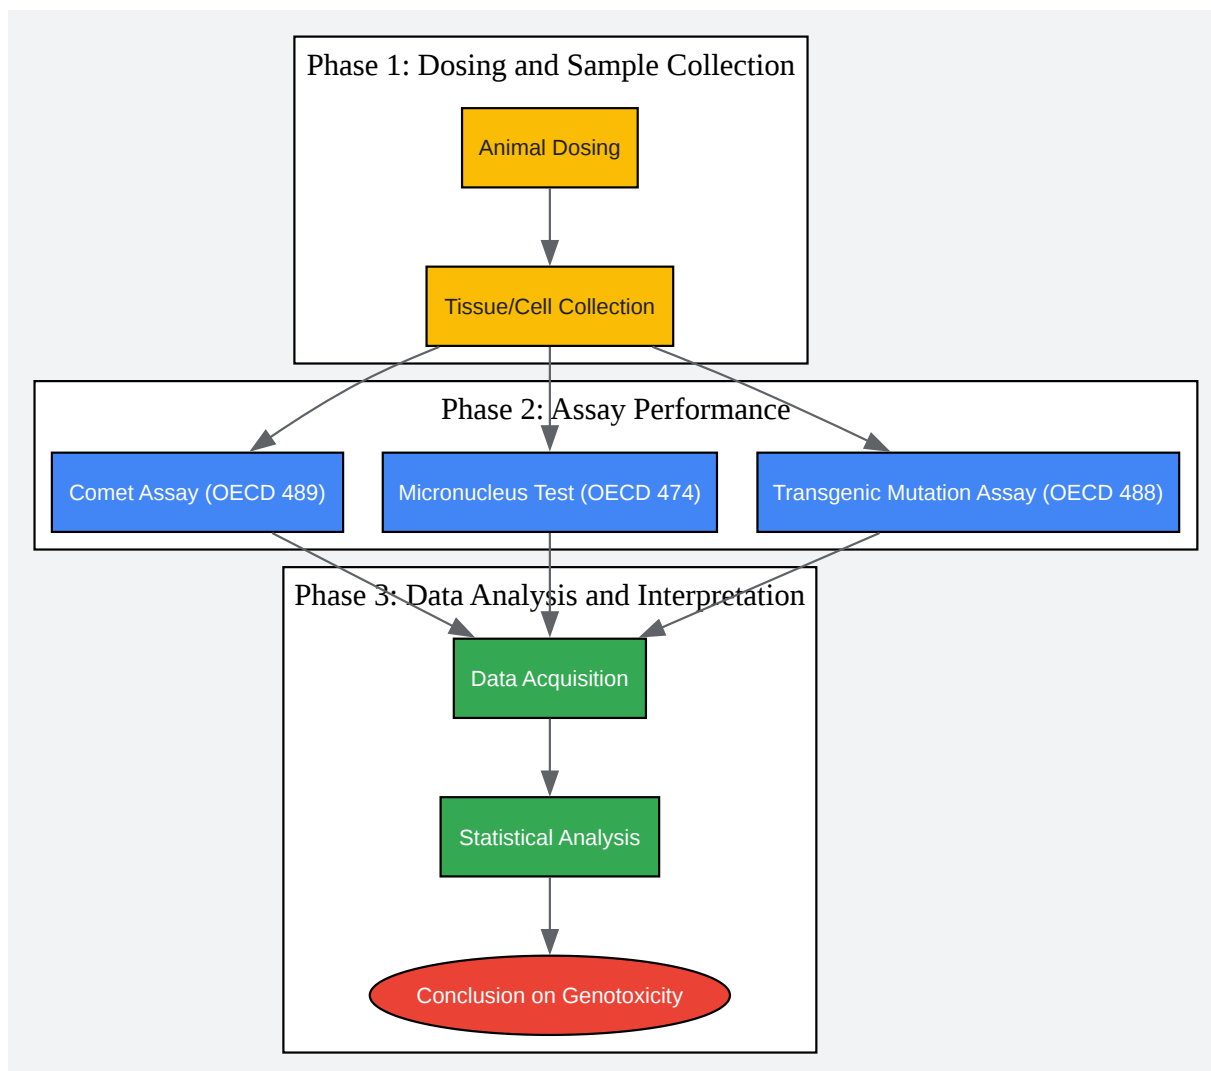 Phase 1: Dosing and Sample Collection
Animal Dosing
Tissue/Cell Collection
Phase 2: Assay Performance
Comet Assay (OECD 489)
Micronucleus Test (OECD 474)
Transgenic Mutation Assay (OECD 488)
Phase 3: Data Analysis and Interpretation
Data Acquisition
Statistical Analysis
Conclusion on Genotoxicity